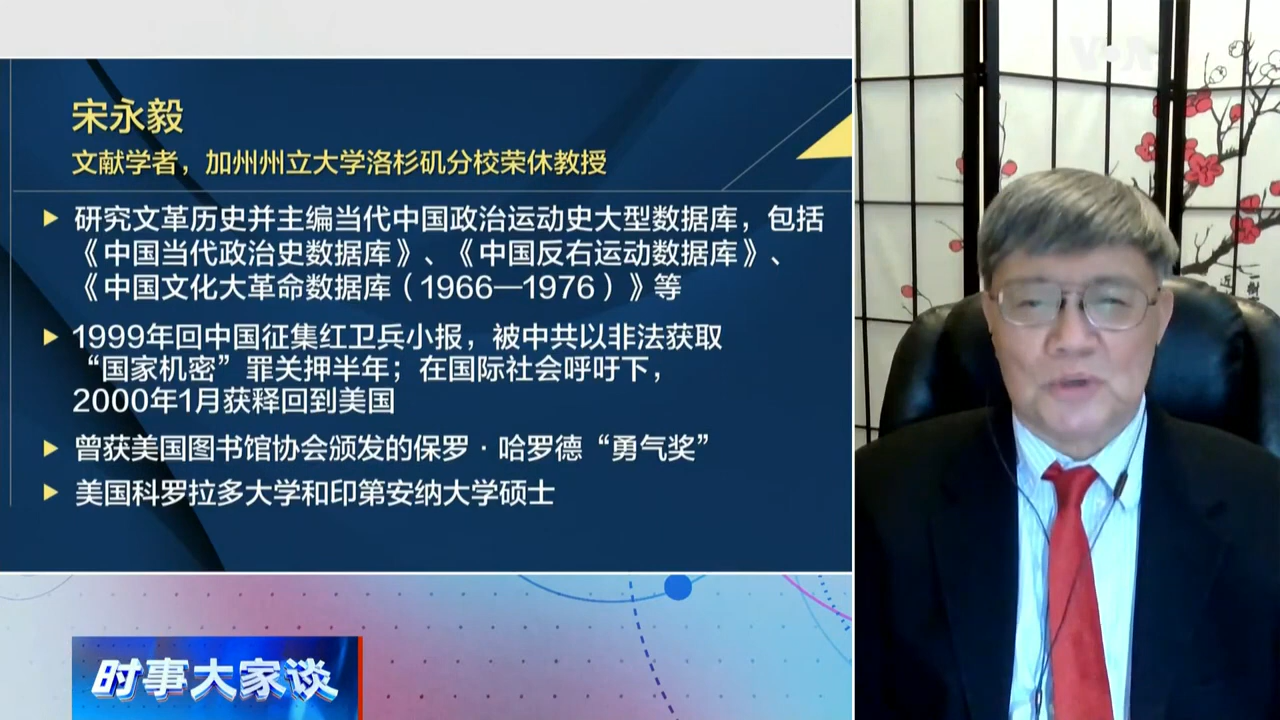 宋永毅
文献学者，加州州立大学洛杉矶分校荣休教授
研究文革历史并主编当代中国政治运动史大型数据库，包括
《中国当代政治史数据库》、《中国反右运动数据库》、
《中国文化大革命数据库（1966—1976）》等
1999年回中国征集红卫兵小报，被中共以非法获取
“国家机密”罪关押半年；在国际社会呼吁下，
2000年1月获释回到美国
曾获美国图书馆协会颁发的保罗·哈罗德“勇气奖”
美国科罗拉多大学和印第安纳大学硕士
时事大家谈
VOA